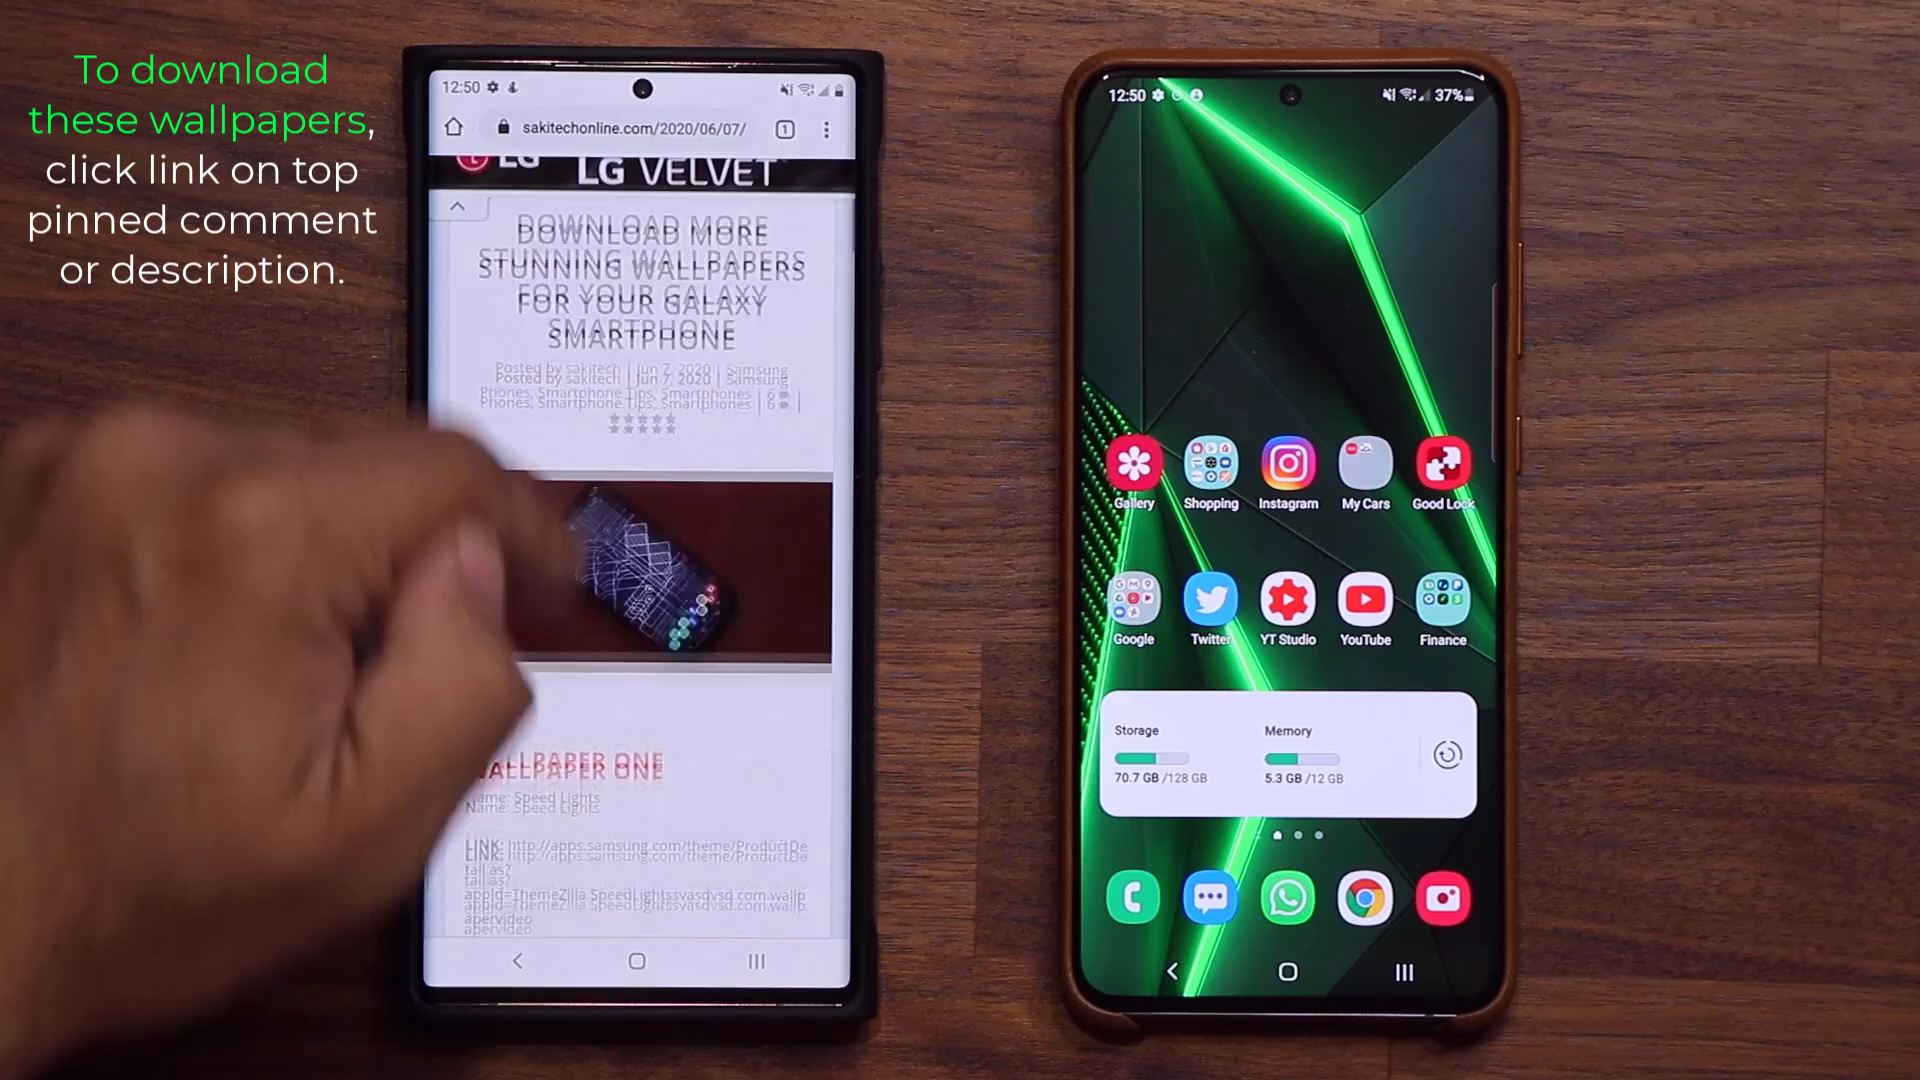 To download
these wallpapers,
click link on top
pinned comment
or description.
12:50
sakitechonline.com/2020/06/07/
1
LG
LG VELVET
DOWNLOAD MORE
STUNNING WALLPAPERS
FOR YOUR GALAXY
SMARTPHONE
Posted by sakitech | Jun 7, 2020 | Samsung
Phones, Smartphone Tips, Smartphones | 6
WALLPAPER ONE
Name: Speed Lights
LINK: http://apps.samsung.com/theme/ProductDe
tail.as?
appId=ThemeZilla.SpeedLightssvasdvsd.com.wallp
apervideo
12:50
37%
Gallery
Shopping
Instagram
My Cars
Good Lock
Google
Twitter
YT Studio
YouTube
Finance
Storage
Memory
70.7 GB /128 GB
5.3 GB /12 GB